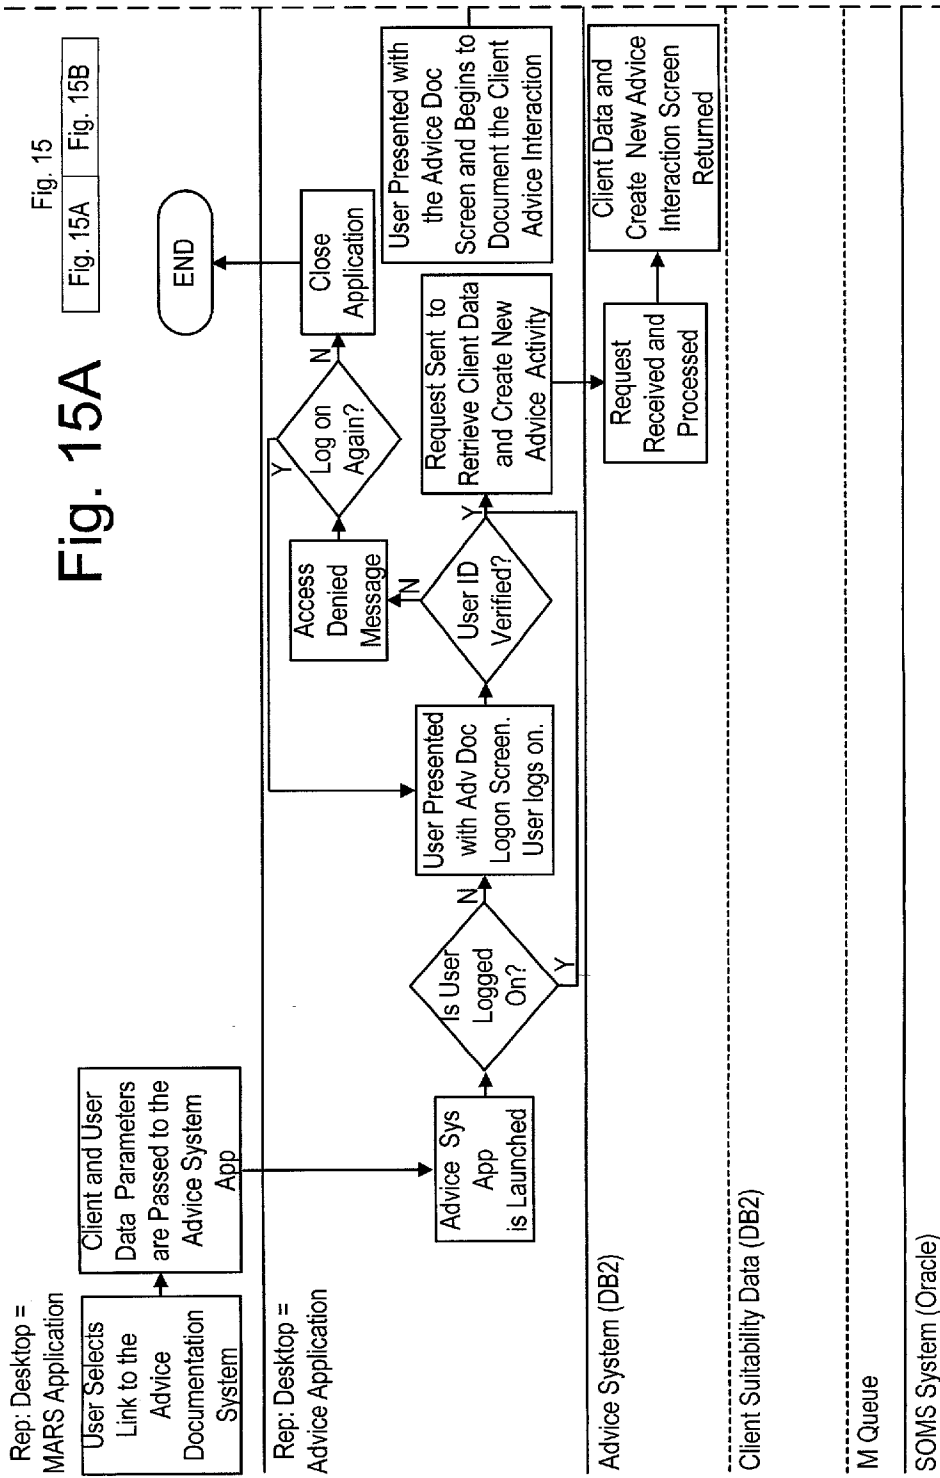 Fig. 15A
Fig. 15
Fig. 15A
Fig. 15B
Rep: Desktop =
MARS Application
User Selects
Link to the
Advice
Documentation
System
Client and User
Data Parameters
are Passed to the
Advice System
App
END
Rep: Desktop =
Advice Application
Advice Sys
App
is Launched
Is User
Logged
On?
N
Y
User Presented
with Adv Doc
Logon Screen.
User logs on.
User ID
Verified?
N
Y
Access
Denied
Message
Log on
Again?
Y
N
Close
Application
Request Sent to
Retrieve Client Data
and Create New
Advice Activity
User Presented with
the Advice Doc
Screen and Begins to
Document the Client
Advice Interaction
Advice System (DB2)
Request
Received and
Processed
Client Data and
Create New Advice
Interaction Screen
Returned
Client Suitability Data (DB2)
M Queue
SOMS System (Oracle)